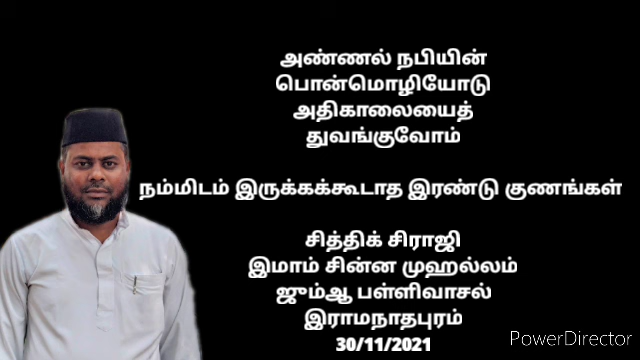 அண்ணல் நபியின்
பொன்மொழியோடு
அதிகாலையைத்
துவங்குவோம்
நம்மிடம் இருக்கக்கூடாத இரண்டு குணங்கள்
சித்திக் சிராஜி
இமாம் சின்ன முஹல்லம்
ஜும்ஆ பள்ளிவாசல்
இராமநாதபுரம்
30/11/2021
PowerDirector